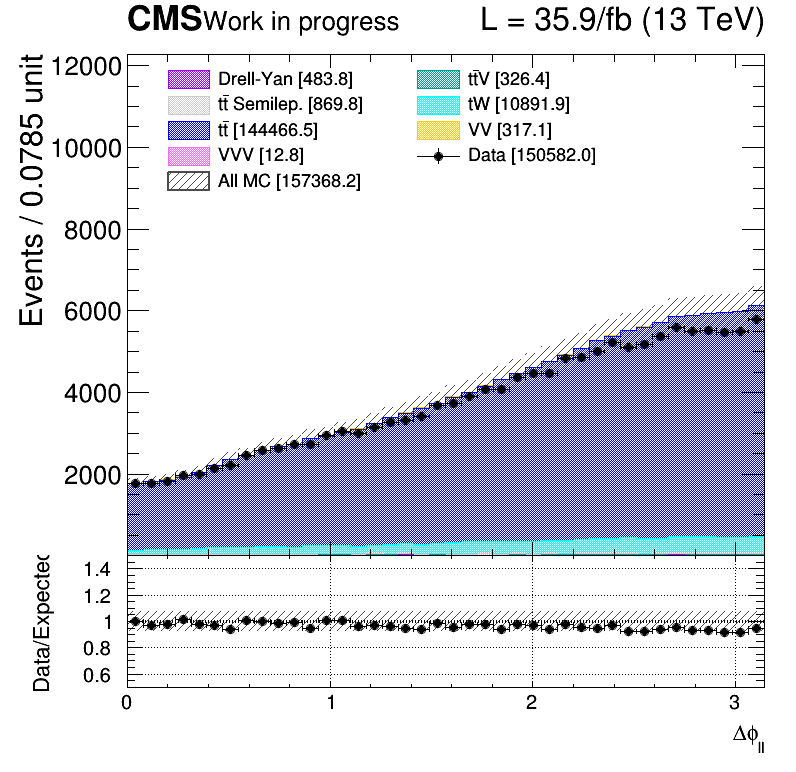 CMS Work in progress L = 35.9/fb (13 TeV)
Events / 0.0785 unit
12000
10000
8000
6000
4000
2000
Drell-Yan [483.8]
tt̄ Semilep. [869.8]
tt̄ [144466.5]
VVV [12.8]
All MC [157368.2]
tt̄V [326.4]
tW [10891.9]
VV [317.1]
Data [150582.0]
Data/Expected
1.4
1.2
1
0.8
0.6
0 1 2 3
Δϕll